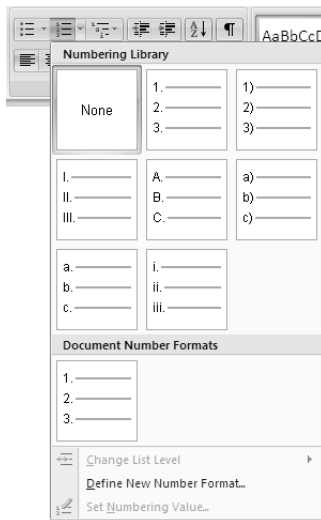 AaBbCcD
Numbering Library
None
1.
2.
3.
1)
2)
3)
I.
II.
III.
A.
B.
C.
a)
b)
c)
a.
b.
c.
i.
ii.
iii.
Document Number Formats
1.
2.
3.
Change List Level
Define New Number Format...
Set Numbering Value...